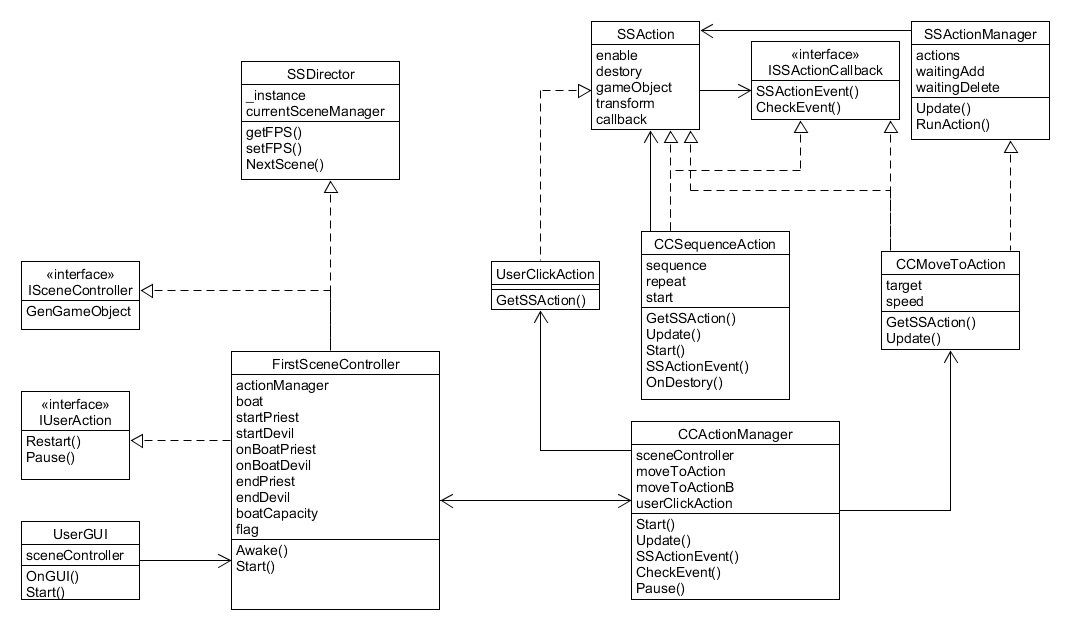 SSAction
enable
destory
gameObject
transform
callback
«interface»
ISSActionCallback
SSActionEvent()
CheckEvent()
SSActionManager
actions
waitingAdd
waitingDelete
Update()
RunAction()
SSDirector
_instance
currentSceneManager
getFPS()
setFPS()
NextScene()
«interface»
ISceneController
GenGameObject
UserClickAction
GetSSAction()
CCSequenceAction
sequence
repeat
start
GetSSAction()
Update()
Start()
SSActionEvent()
OnDestory()
CCMoveToAction
target
speed
GetSSAction()
Update()
«interface»
IUserAction
Restart()
Pause()
FirstSceneController
actionManager
boat
startPriest
startDevil
onBoatPriest
onBoatDevil
endPriest
endDevil
boatCapacity
flag
Awake()
Start()
CCActionManager
sceneController
moveToAction
moveToActionB
userClickAction
Start()
Update()
SSActionEvent()
CheckEvent()
Pause()
UserGUI
sceneController
OnGUI()
Start()